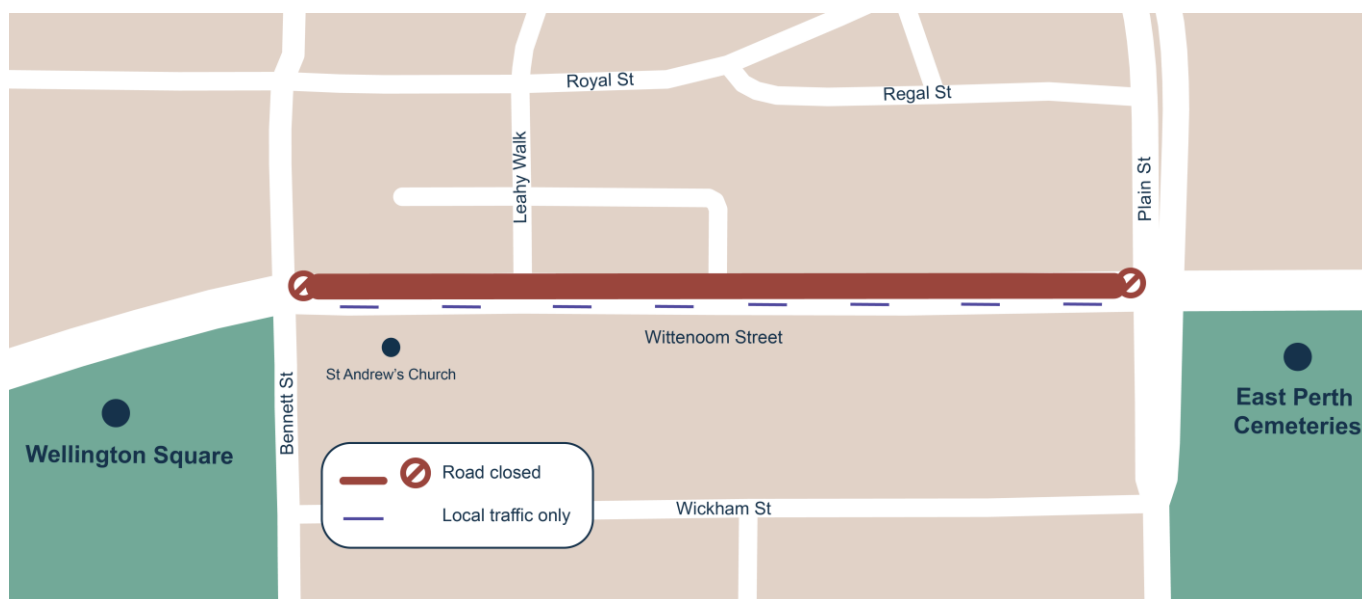 Royal St
Regal St
Leahy Walk
Plain St
Wittenoom Street
St Andrew's Church
Bennett St
Wellington Square
East Perth
Cemeteries
Road closed
Local traffic only
Wickham St